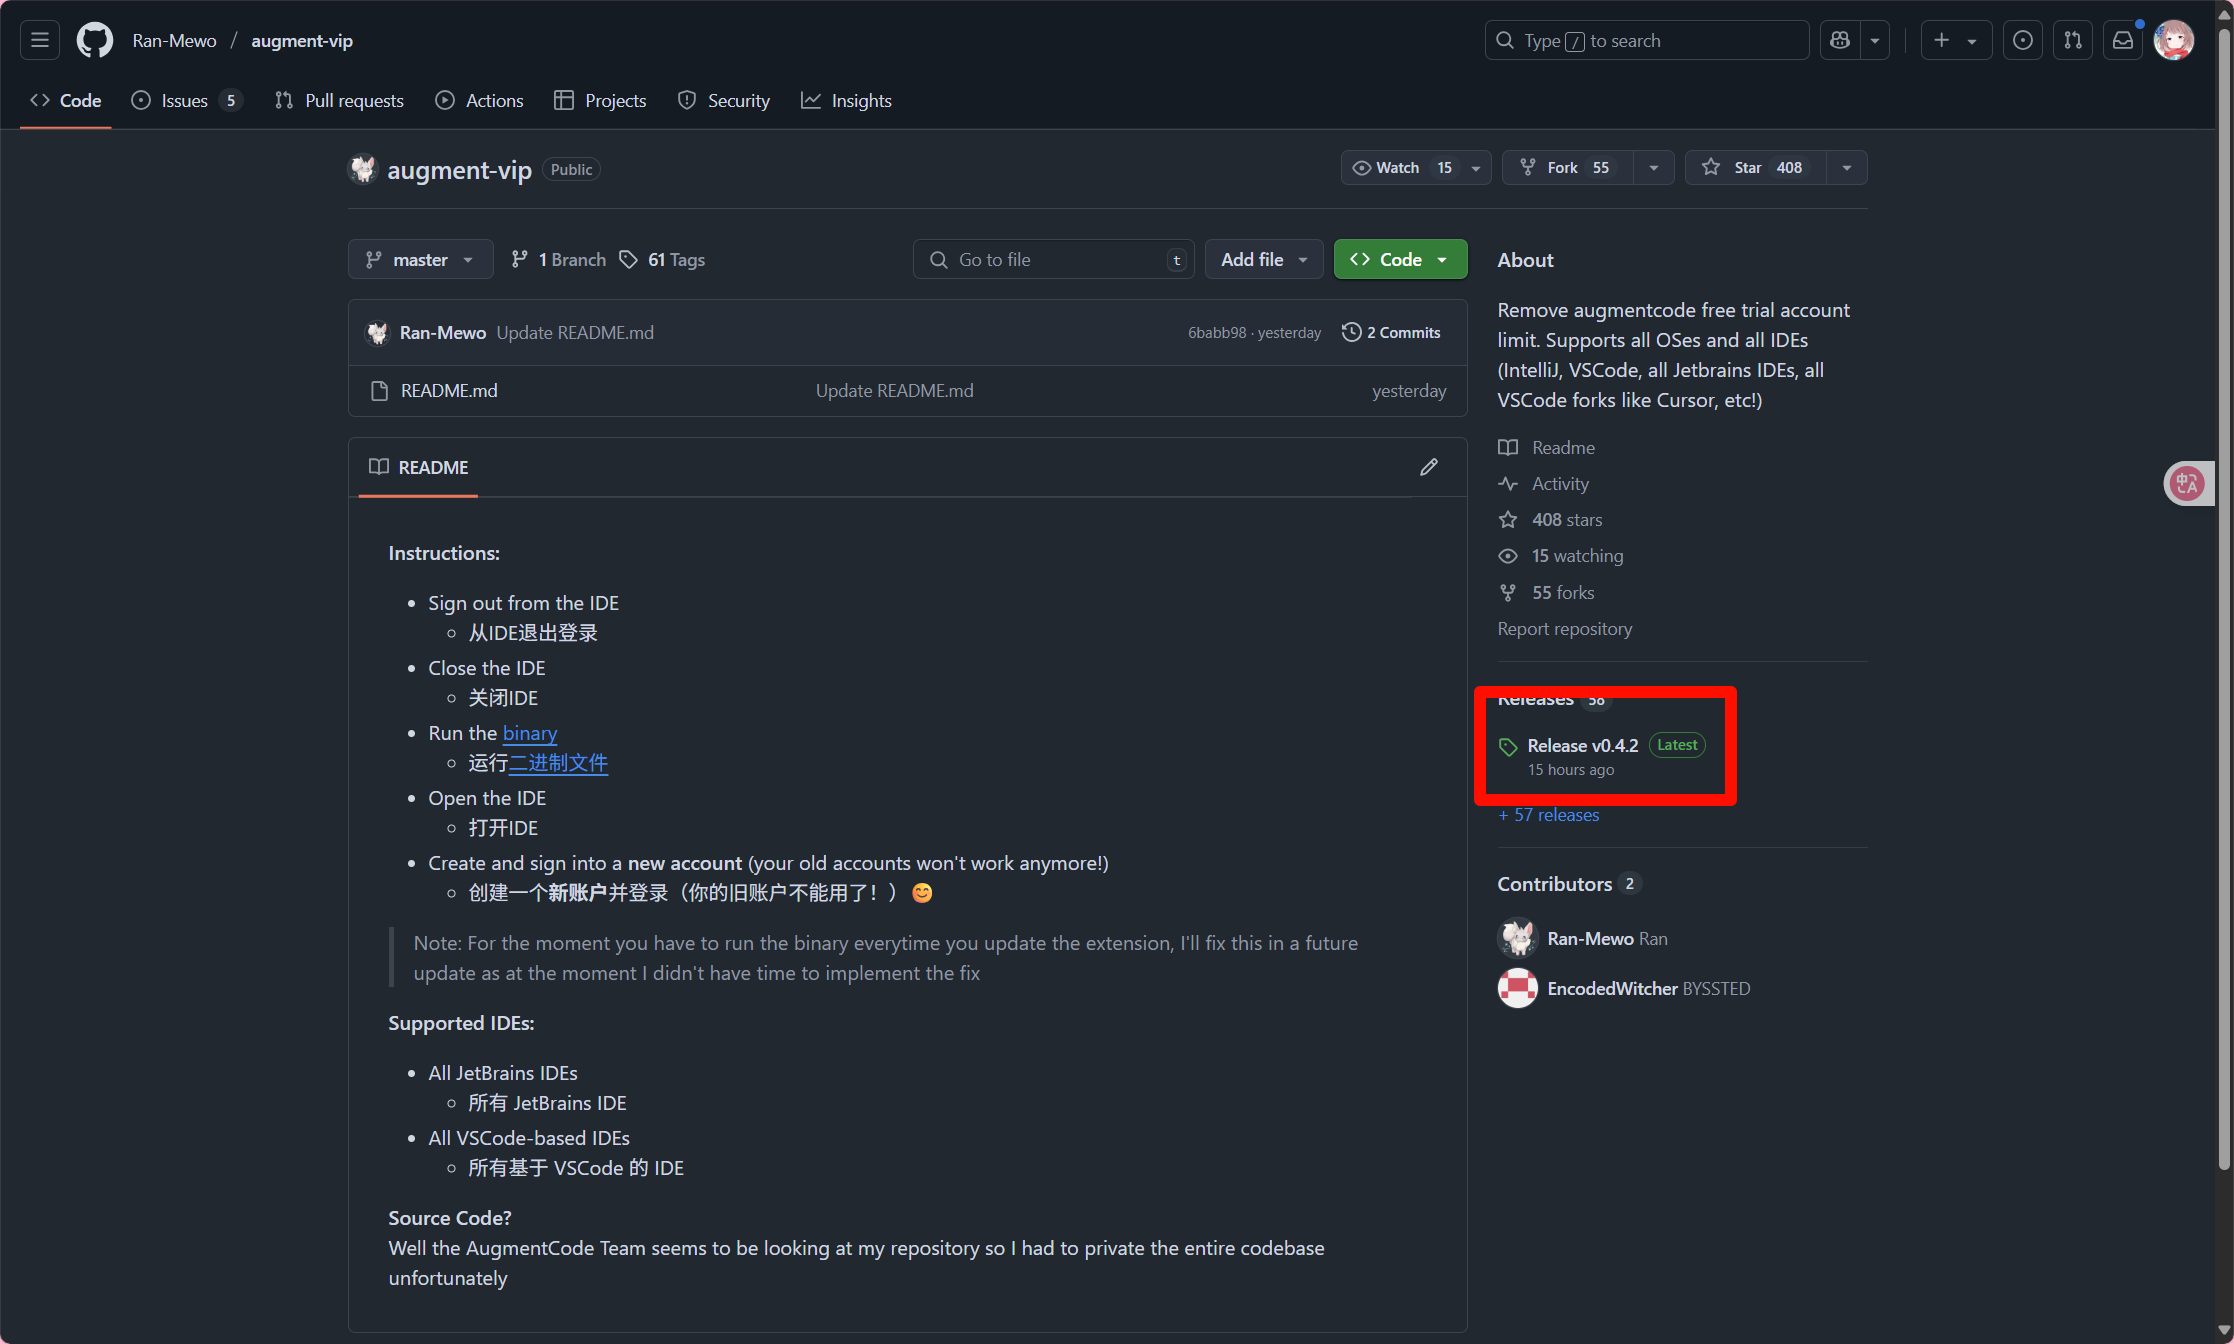 Ran-Mewo / augment-vip
Type / to search
Code
Issues 5
Pull requests
Actions
Projects
Security
Insights
augment-vip Public
Watch 15
Fork 55
Star 408
master
1 Branch
61 Tags
Go to file t
Add file
Code
Ran-Mewo Update README.md
6babb98 · yesterday
2 Commits
README.md
Update README.md
yesterday
README
Instructions:
Sign out from the IDE
从IDE退出登录
Close the IDE
关闭IDE
Run the binary
运行二进制文件
Open the IDE
打开IDE
Create and sign into a new account (your old accounts won't work anymore!)
创建一个新账户并登录（你的旧账户不能用了！）😊
Note: For the moment you have to run the binary everytime you update the extension, I'll fix this in a future
update as at the moment I didn't have time to implement the fix
Supported IDEs:
All JetBrains IDEs
所有 JetBrains IDE
All VSCode-based IDEs
所有基于 VSCode 的 IDE
Source Code?
Well the AugmentCode Team seems to be looking at my repository so I had to private the entire codebase
unfortunately
About
Remove augmentcode free trial account
limit. Supports all OSes and all IDEs
(IntelliJ, VSCode, all Jetbrains IDEs, all
VSCode forks like Cursor, etc!)
Readme
Activity
408 stars
15 watching
55 forks
Report repository
Releases 58
Release v0.4.2 Latest
15 hours ago
+ 57 releases
Contributors 2
Ran-Mewo Ran
EncodedWitcher BYSSTED
中A